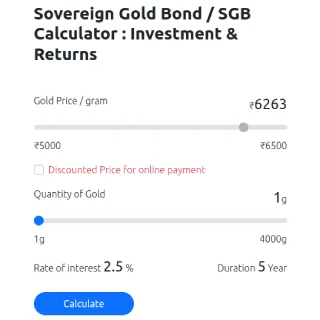 Sovereign Gold Bond / SGB
Calculator : Investment &
Returns
Gold Price / gram ₹6263
₹5000 ₹6500
Discounted Price for online payment
Quantity of Gold 1g
1g 4000g
Rate of interest 2.5 % Duration 5 Year
Calculate